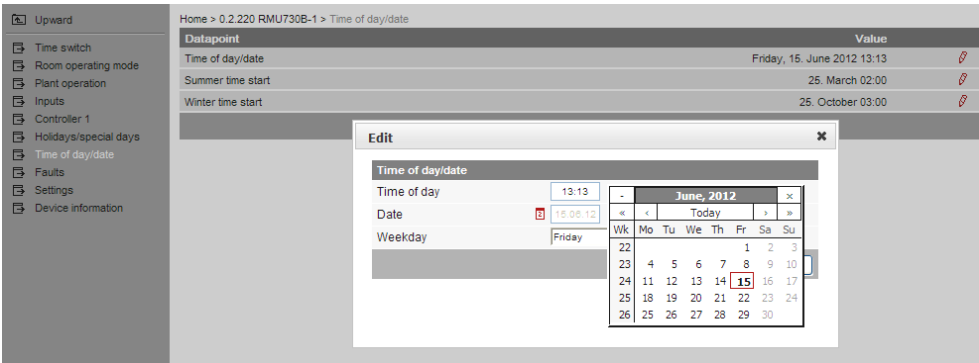 Upward
Time switch
Room operating mode
Plant operation
Inputs
Controller 1
Holidays/special days
Time of day/date
Faults
Settings
Device information
Home > 0.2.220 RMU730B-1 > Time of day/date
Datapoint Value
Time of day/date Friday, 15. June 2012 13:13
Summer time start 25. March 02:00
Winter time start 25. October 03:00
Edit ×
Time of day/date
Time of day 13:13
Date 2 15.06.12
Weekday Friday
- June, 2012 ×
« ‹ Today › »
Wk Mo Tu We Th Fr Sa Su
22 1 2 3
23 4 5 6 7 8 9 10
24 11 12 13 14 15 16 17
25 18 19 20 21 22 23 24
26 25 26 27 28 29 30